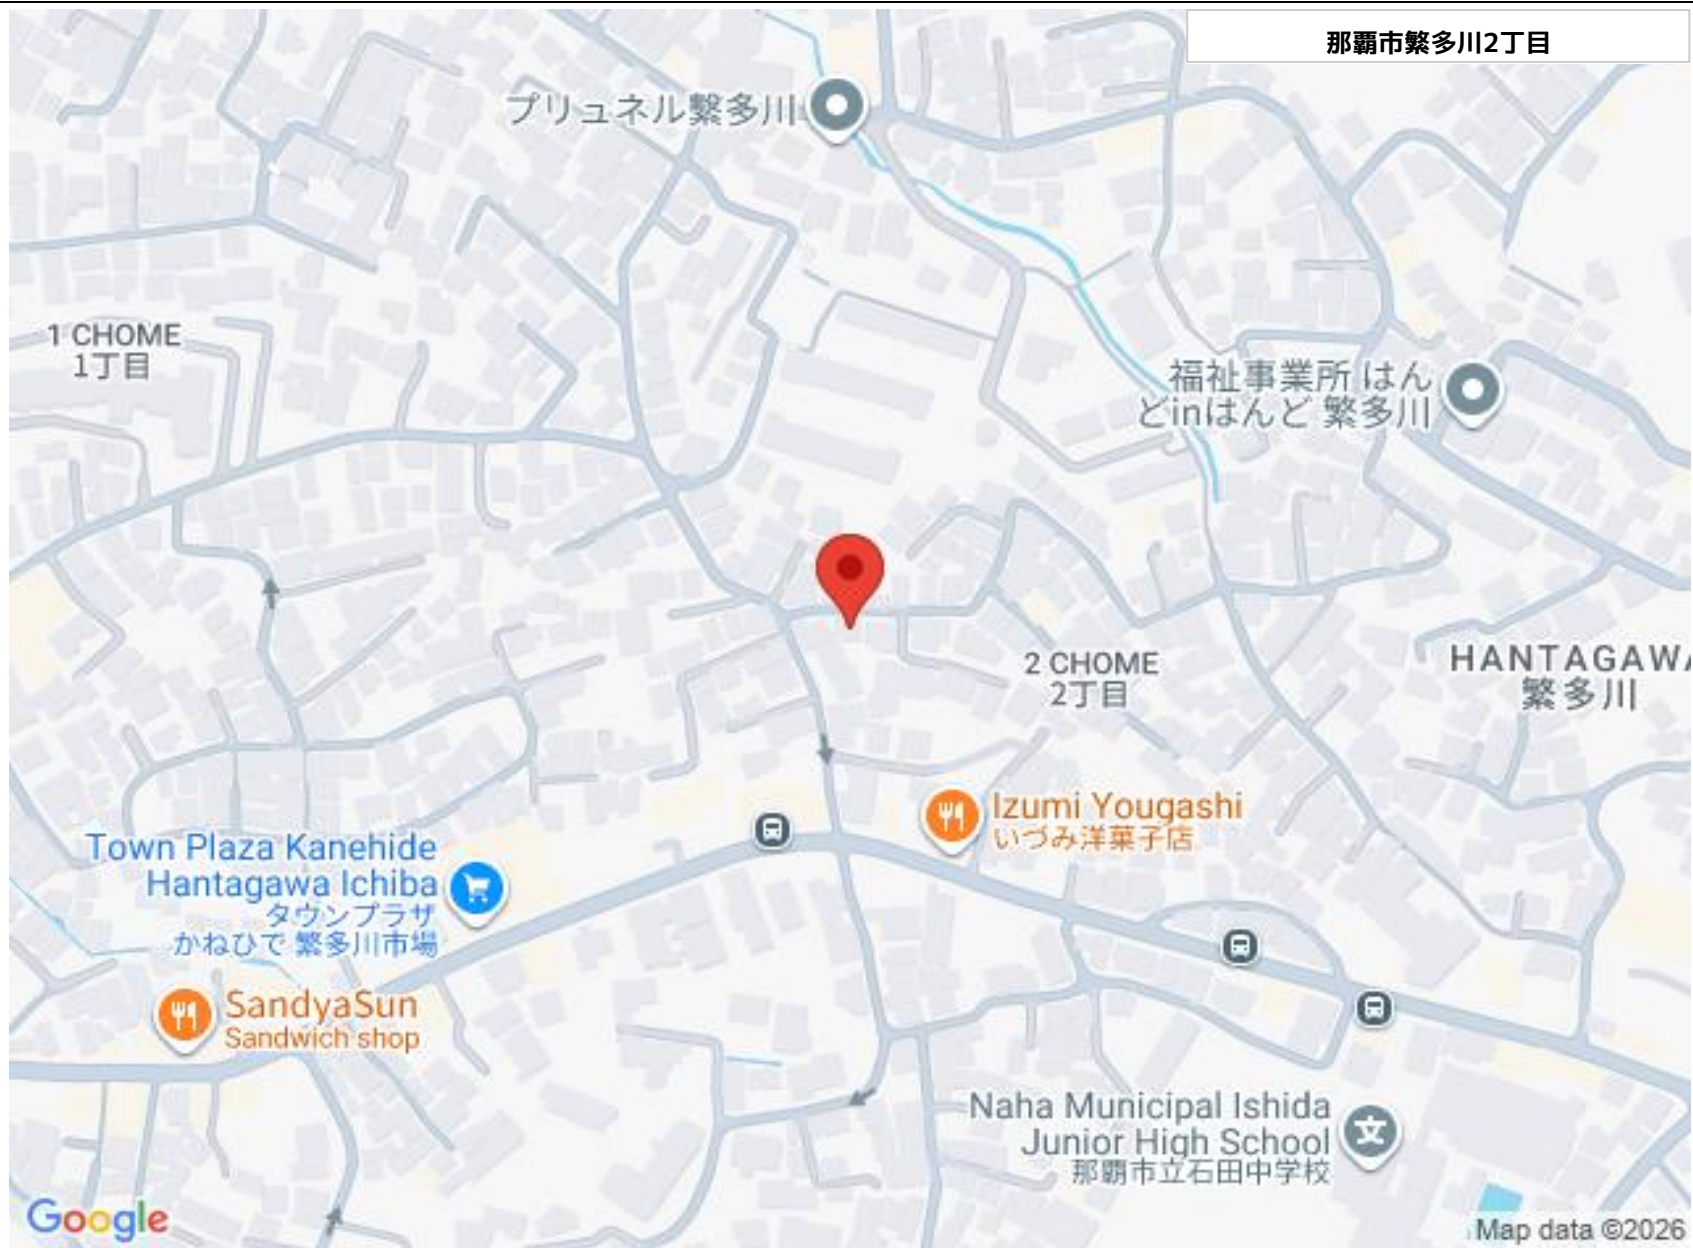 那覇市繁多川2丁目
プリュネル繁多川
1 CHOME
1丁目
福祉事業所 はん
どinはんど 繁多川
2 CHOME
2丁目
HANTAGAWA
繁多川
Izumi Yougashi
いづみ洋菓子店
Town Plaza Kanehide
Hantagawa Ichiba
タウンプラザ
かねひで 繁多川市場
SandyaSun
Sandwich shop
Naha Municipal Ishida
Junior High School
那覇市立石田中学校
文
Google
Map data ©2026